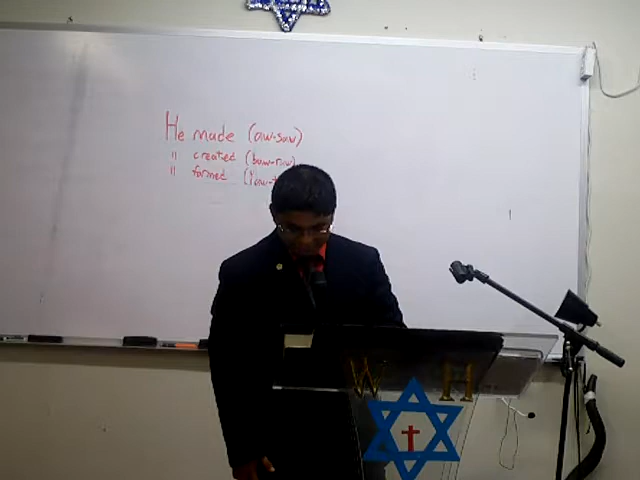 He made (aw-saw)
" created (baw-raw)
" formed
W H